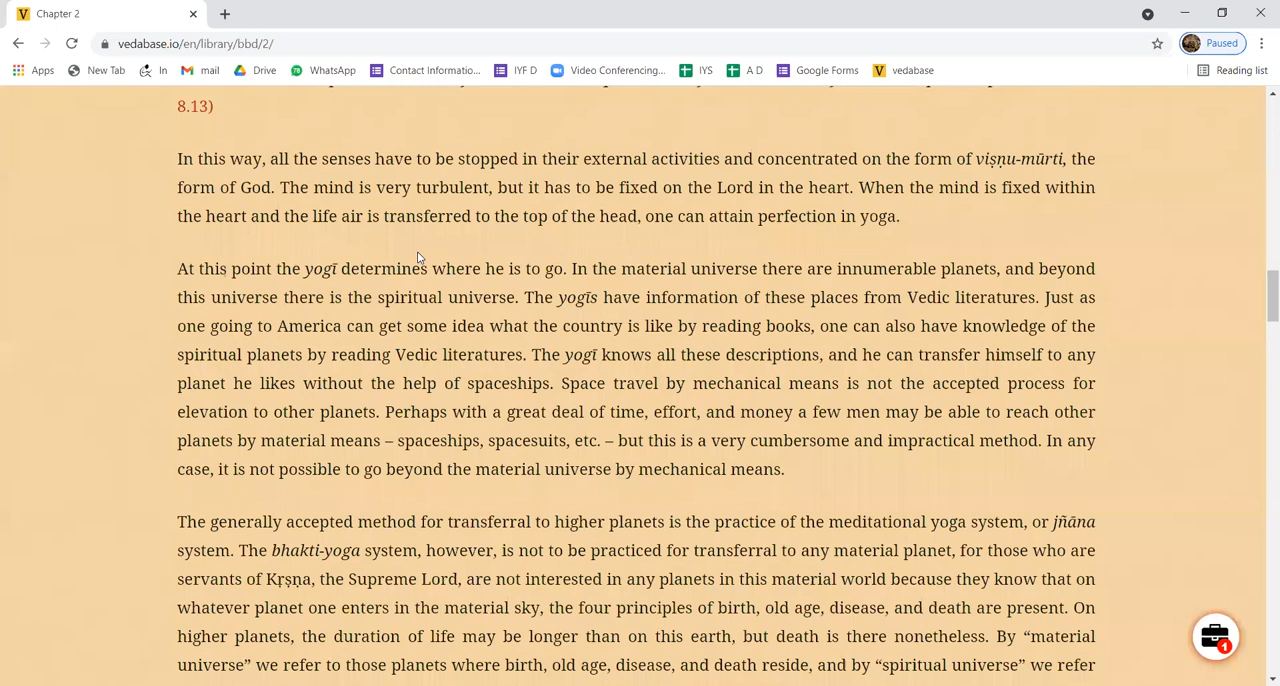 Chapter 2
vedabase.io/en/library/bbd/2/
Paused
Apps New Tab In mail Drive WhatsApp Contact Informatio... IYF D Video Conferencing... IYS A D Google Forms vedabase Reading list
8.13)
In this way, all the senses have to be stopped in their external activities and concentrated on the form of viṣṇu-mūrti, the
form of God. The mind is very turbulent, but it has to be fixed on the Lord in the heart. When the mind is fixed within
the heart and the life air is transferred to the top of the head, one can attain perfection in yoga.
At this point the yogī determines where he is to go. In the material universe there are innumerable planets, and beyond
this universe there is the spiritual universe. The yogīs have information of these places from Vedic literatures. Just as
one going to America can get some idea what the country is like by reading books, one can also have knowledge of the
spiritual planets by reading Vedic literatures. The yogī knows all these descriptions, and he can transfer himself to any
planet he likes without the help of spaceships. Space travel by mechanical means is not the accepted process for
elevation to other planets. Perhaps with a great deal of time, effort, and money a few men may be able to reach other
planets by material means – spaceships, spacesuits, etc. – but this is a very cumbersome and impractical method. In any
case, it is not possible to go beyond the material universe by mechanical means.
The generally accepted method for transferral to higher planets is the practice of the meditational yoga system, or jñāna
system. The bhakti-yoga system, however, is not to be practiced for transferral to any material planet, for those who are
servants of Kṛṣṇa, the Supreme Lord, are not interested in any planets in this material world because they know that on
whatever planet one enters in the material sky, the four principles of birth, old age, disease, and death are present. On
higher planets, the duration of life may be longer than on this earth, but death is there nonetheless. By “material
universe” we refer to those planets where birth, old age, disease, and death reside, and by “spiritual universe” we refer
1